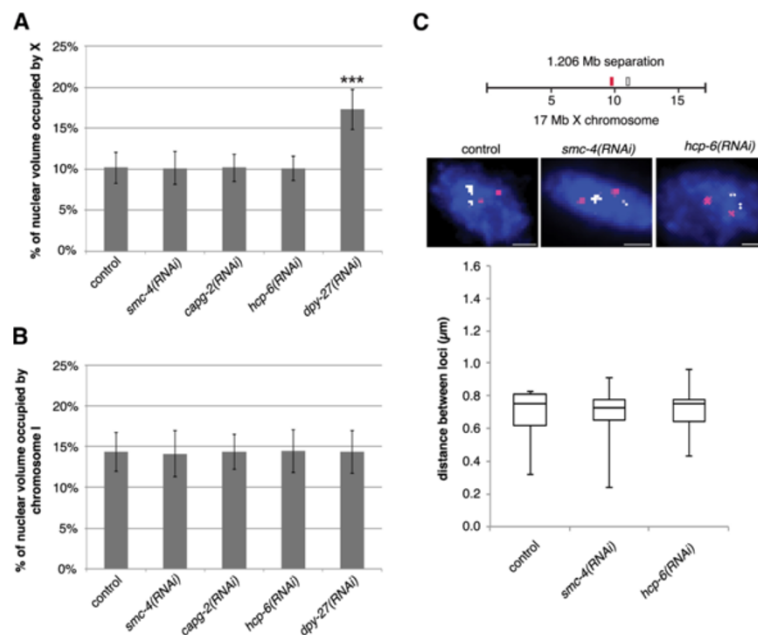 A
% of nuclear volume occupied by X
25%
20%
15%
10%
5%
0%
***
control
smc-4(RNAi)
capg-2(RNAi)
hcp-6(RNAi)
dpy-27(RNAi)
B
% of nuclear volume occupied by
chromosome I
25%
20%
15%
10%
5%
0%
control
smc-4(RNAi)
capg-2(RNAi)
hcp-6(RNAi)
dpy-27(RNAi)
C
1.206 Mb separation
5 10 15
17 Mb X chromosome
control smc-4(RNAi) hcp-6(RNAi)
distance between loci (µm)
1.6
1.4
1.2
1.0
0.8
0.6
0.4
0.2
0.0
control
smc-4(RNAi)
hcp-6(RNAi)